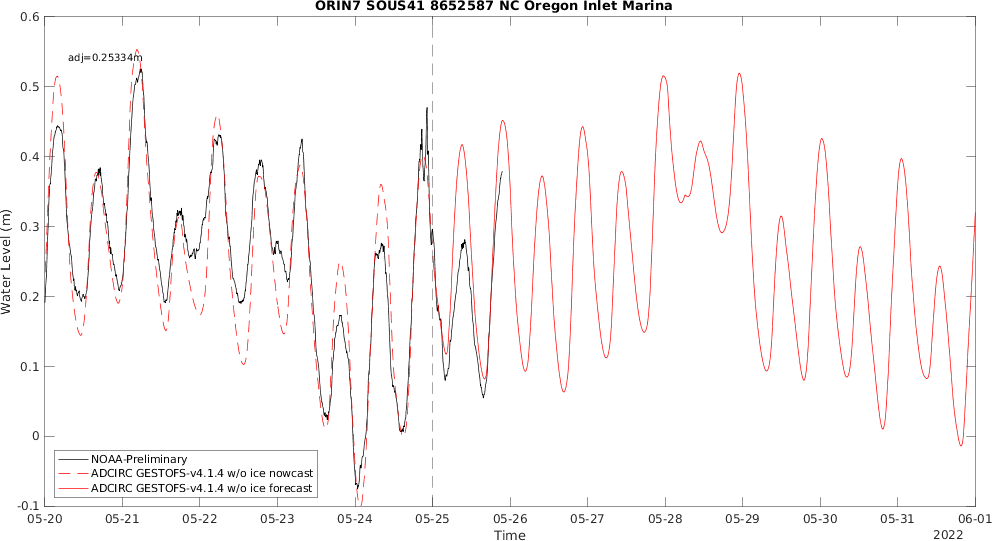 ORIN7 SOUS41 8652587 NC Oregon Inlet Marina
adj=0.25334m
Water Level (m)
0.6
0.5
0.4
0.3
0.2
0.1
0
-0.1
NOAA-Preliminary
ADCIRC GESTOFS-v4.1.4 w/o ice nowcast
ADCIRC GESTOFS-v4.1.4 w/o ice forecast
05-20 05-21 05-22 05-23 05-24 05-25 05-26 05-27 05-28 05-29 05-30 05-31 06-01
Time
2022